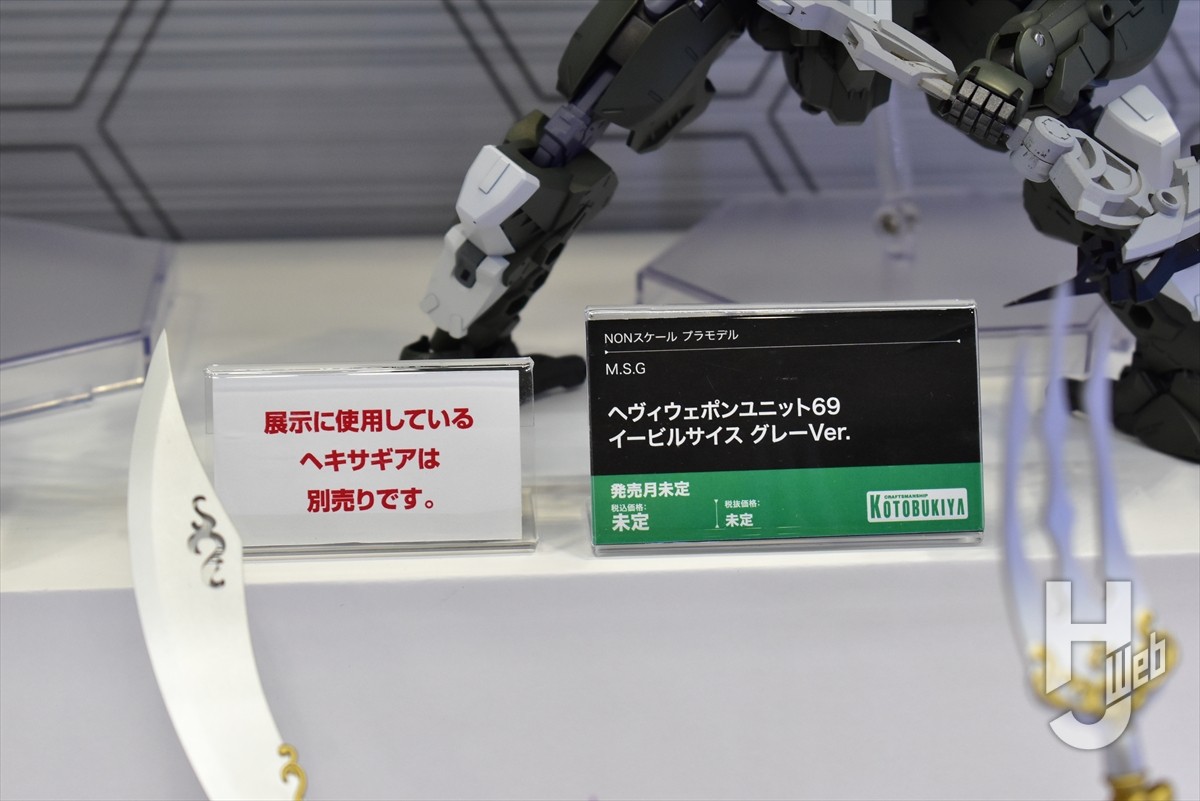 展示に使用している
ヘキサギアは
別売りです。
NONスケール プラモデル
M.S.G
ヘヴィウェポンユニット69
イービルサイス グレーVer.
発売月未定
税込価格:
未定
税抜価格:
未定
CRAFTSMANSHIP
KOTOBUKIYA
HJ Web